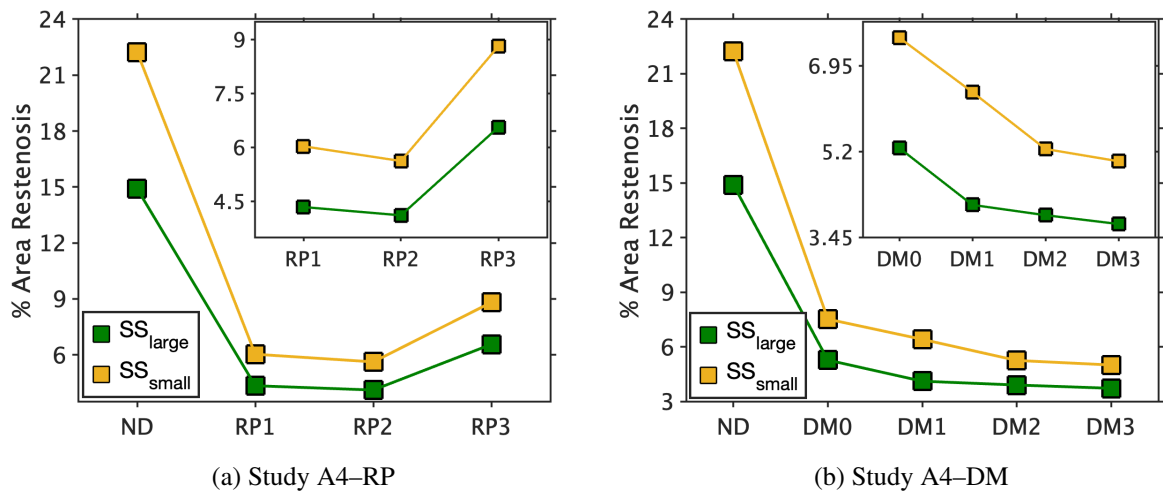 24
21
18
15
12
9
6
% Area Restenosis
ND
RP1
RP2
RP3
9
7.5
6
4.5
RP1
RP2
RP3
SSlarge
SSsmall
(a) Study A4–RP
24
21
18
15
12
9
6
3
% Area Restenosis
ND
DM0
DM1
DM2
DM3
6.95
5.2
3.45
DM0
DM1
DM2
DM3
SSlarge
SSsmall
(b) Study A4–DM